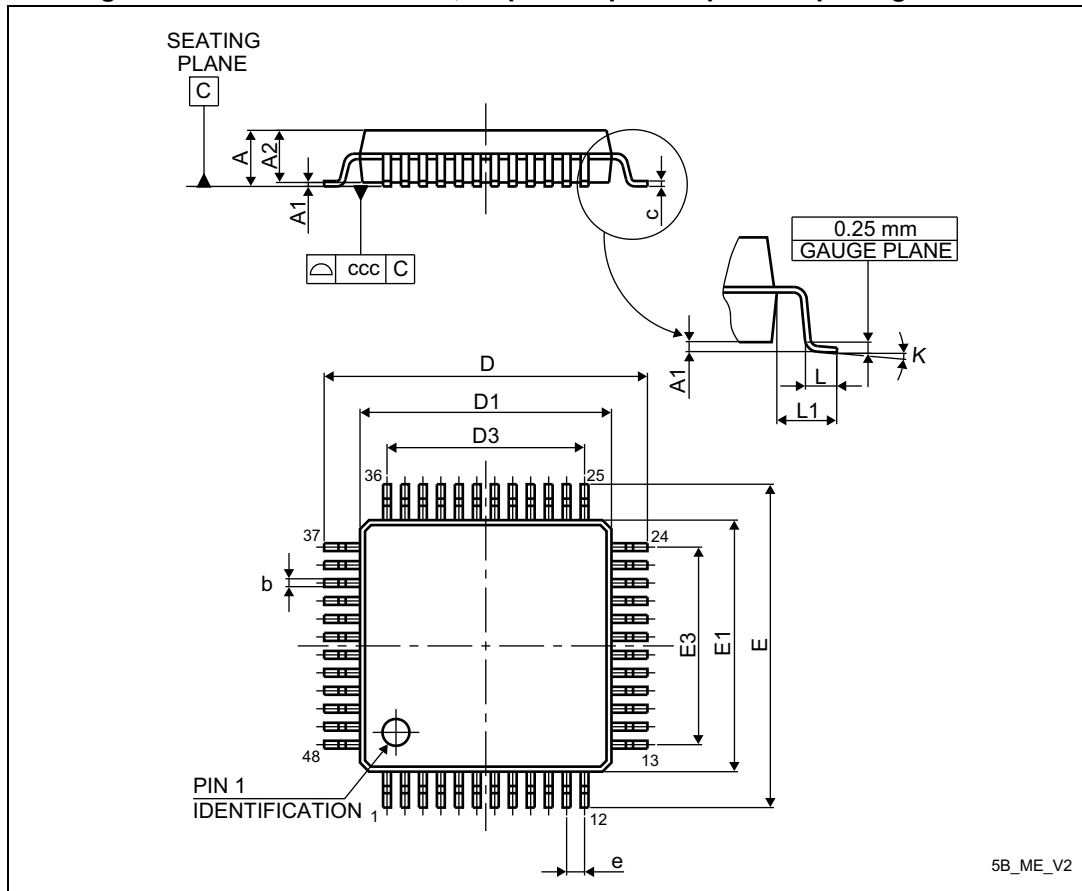 SEATING
PLANE
C
A
A2
A1
c
ccc C
0.25 mm
GAUGE PLANE
A1
K
L
L1
D
D1
D3
36
25
37
24
b
E3
E1
E
48
13
PIN 1
IDENTIFICATION
1
12
e
5B_ME_V2